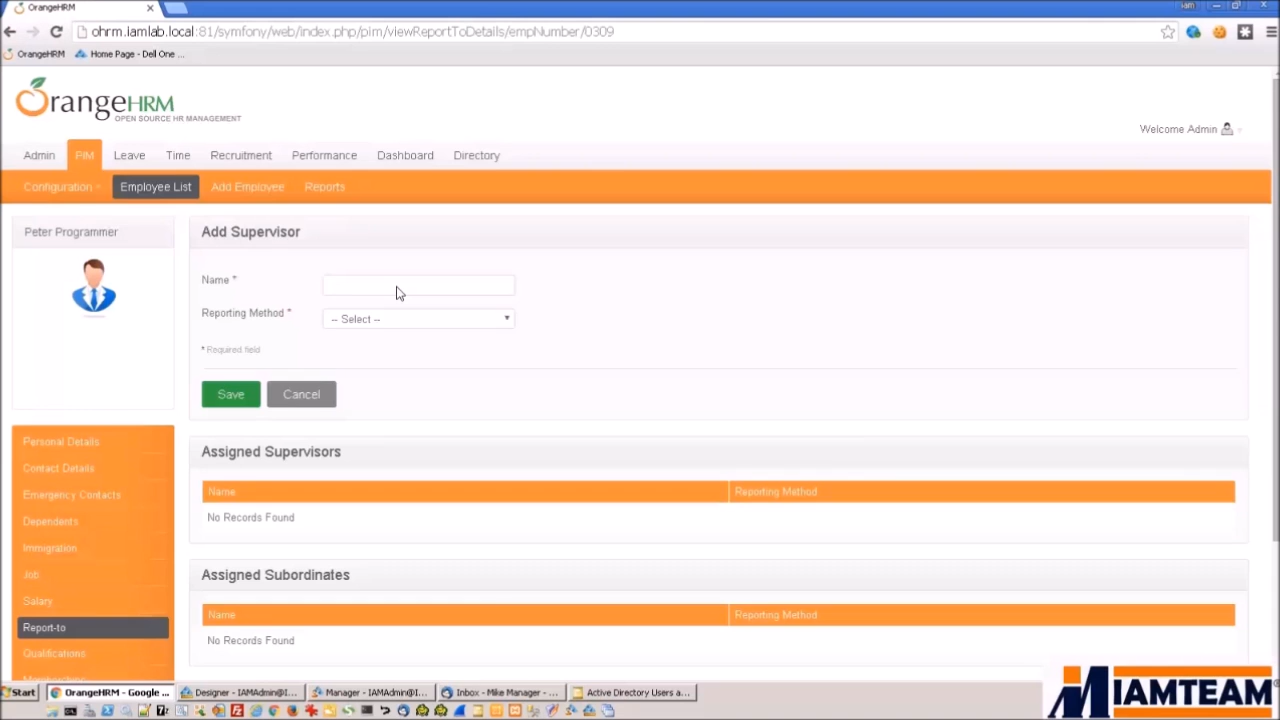 OrangeHRM
iam
ohrm.iamlab.local:81/symfony/web/index.php/pim/viewReportToDetails/empNumber/0309
OrangeHRM Home Page - Dell One ...
OrangeHRM
OPEN SOURCE HR MANAGEMENT
Welcome Admin
Admin PIM Leave Time Recruitment Performance Dashboard Directory
Configuration Employee List Add Employee Reports
Peter Programmer
Add Supervisor
Name *
Reporting Method * -- Select --
* Required field
Save Cancel
Personal Details
Contact Details
Emergency Contacts
Dependents
Immigration
Job
Salary
Report-to
Qualifications
Memberships
Assigned Supervisors
Name Reporting Method
No Records Found
Assigned Subordinates
Name Reporting Method
No Records Found
Start OrangeHRM - Google ... Designer - IAMAdmin@I... Manager - IAMAdmin@I... Inbox - Mike Manager - ... Active Directory Users a...
IAMTEAM